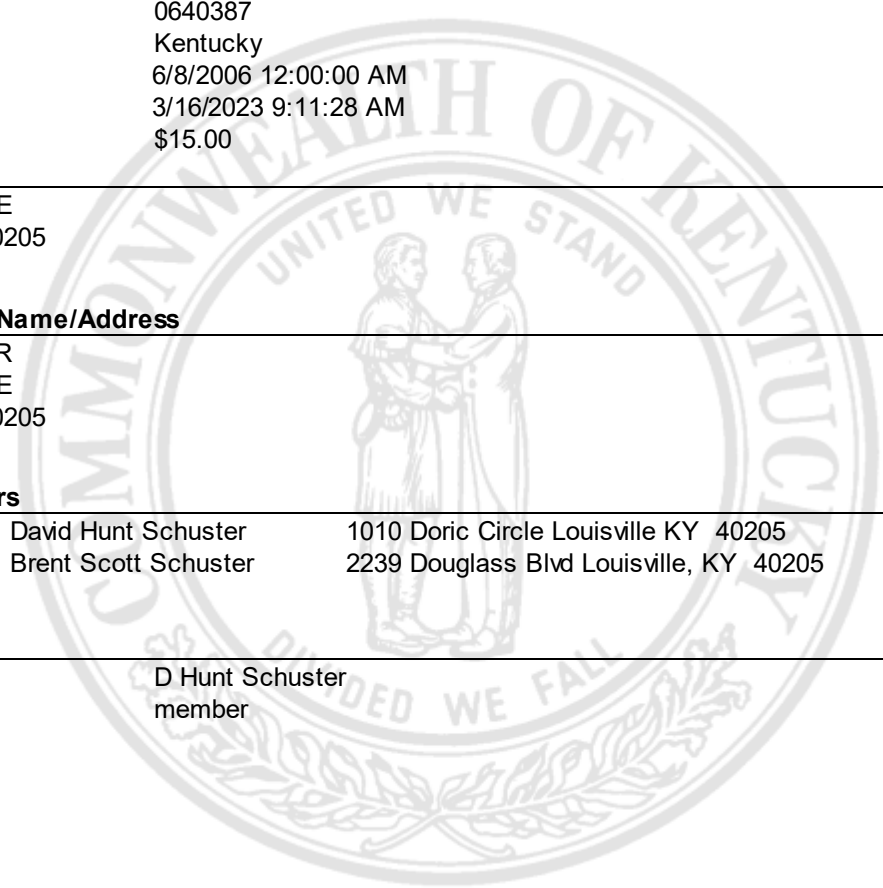 0640387
Kentucky
6/8/2006 12:00:00 AM
3/16/2023 9:11:28 AM
$15.00
E
0205
Name/Address
R
E
0205
rs
David Hunt Schuster 1010 Doric Circle Louisville KY 40205
Brent Scott Schuster 2239 Douglass Blvd Louisville, KY 40205
D Hunt Schuster
member
COMMONWEALTH OF KENTUCKY
UNITED WE STAND
DIVIDED WE FALL